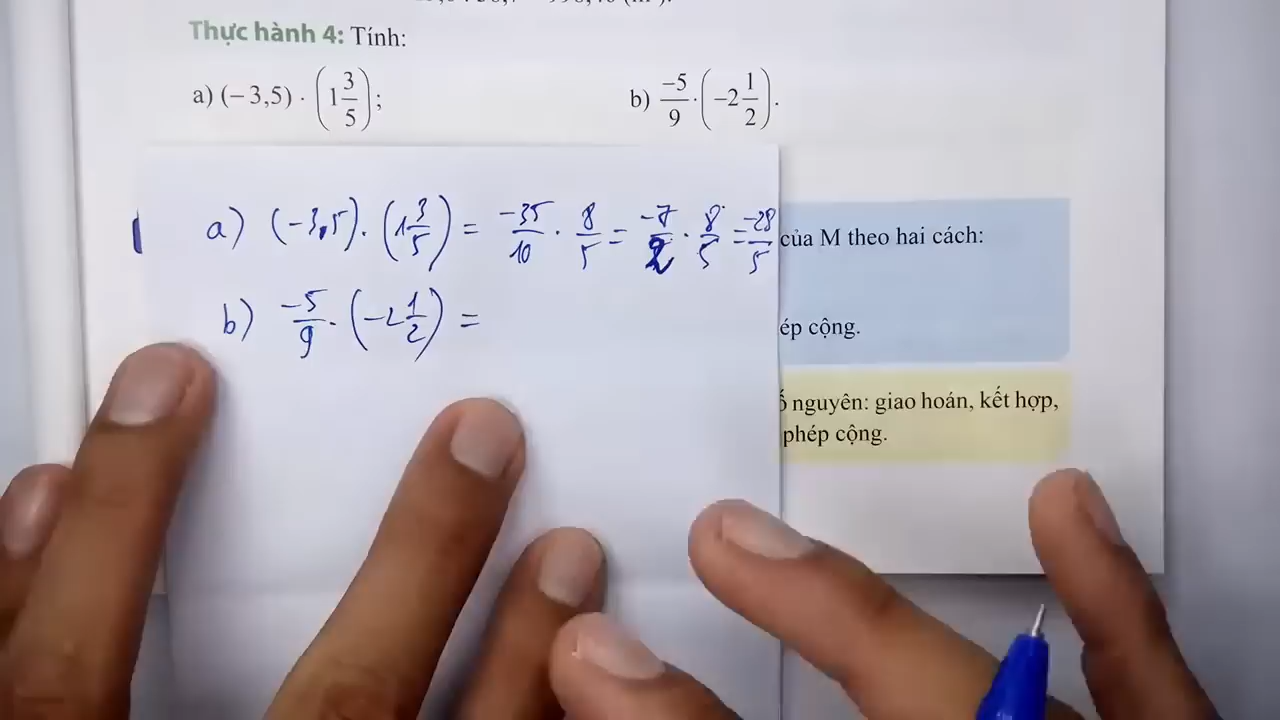 Thực hành 4: Tính:
a) (−3,5) · (1 3/5);
b) −5/9 · (−2 1/2).
a) (−3,5) · (1 3/5) = −35/10 · 8/5 = −7/2 · 8/5 = −28/5
của M theo hai cách:
b) −5/9 · (−2 1/2) =
ép cộng.
ố nguyên: giao hoán, kết hợp,
phép cộng.